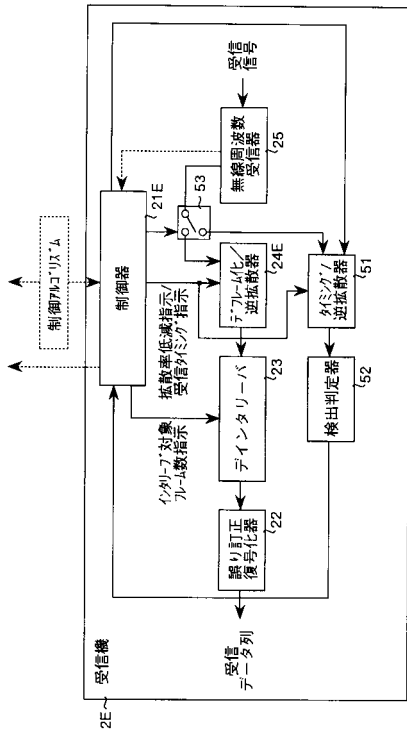 2E
受信機
制御アルゴリズム
制御器
21E
インタリーブ対象
フレーム数指示
拡散率低減指示/
受信タイミング指示
53
受信
信号
無線周波数
受信器
25
デフレーム化/
逆拡散器
24E
デインタリーバ
23
誤り訂正
復号化器
22
受信
データ列
タイミング/
逆拡散器
51
検出判定器
52